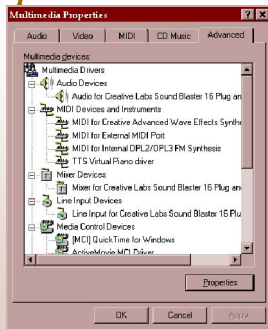 Multimedia Properties
Audio Video MIDI CD Music Advanced
Multimedia devices:
Multimedia Drivers
Audio Devices
Audio for Creative Labs Sound Blaster 16 Plug an
MIDI Devices and Instruments
MIDI for Creative Advanced Wave Effects Synthe
MIDI for External MIDI Port
MIDI for Internal OPL2/OPL3 FM Synthesis
TTS Virtual Piano driver
Mixer Devices
Mixer for Creative Labs Sound Blaster 16 Plug an
Line Input Devices
Line Input for Creative Labs Sound Blaster 16 Plu
Media Control Devices
[MCI] QuickTime for Windows
ActiveMovie MCI Driver
Properties
OK Cancel Apply